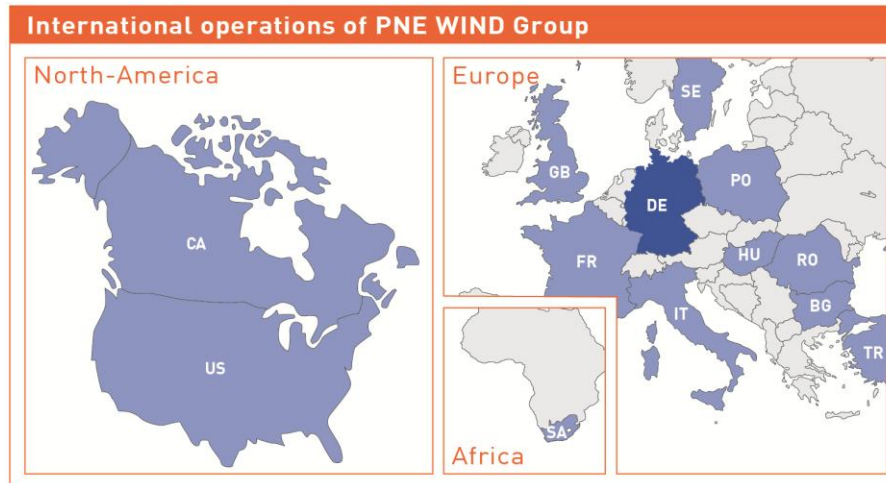 International operations of PNE WIND Group
North-America
Europe
SE
GB
PO
DE
CA
FR
HU
RO
IT
BG
US
TR
SA
Africa